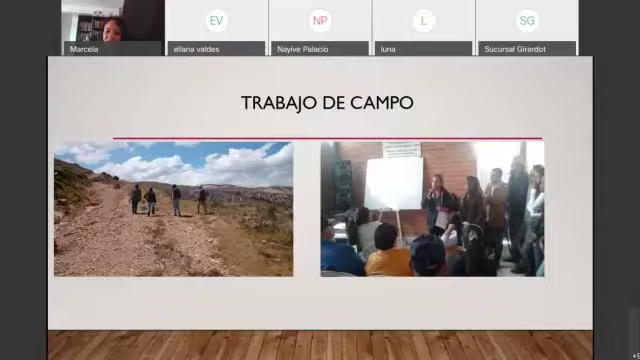 EV
NP
L
SG
Marcela
eliana valdes
Nayive Palacio
luna
Sucursal Girardot
TRABAJO DE CAMPO